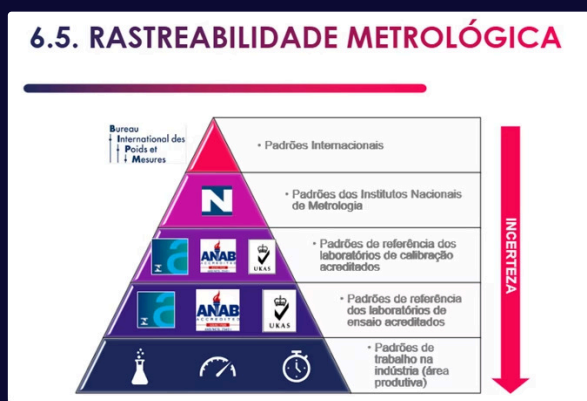 6.5. RASTREABILIDADE METROLÓGICA
Bureau
International des
Poids et
Mesures
• Padrões Internacionais
N
• Padrões dos Institutos Nacionais
de Metrologia
ANAB
ACCREDITED
UKAS
• Padrões de referência dos
laboratórios de calibração
acreditados
ANAB
ACCREDITED
UKAS
• Padrões de referência
dos laboratórios de
ensaio acreditados
• Padrões de
trabalho na
indústria (área
produtiva)
INCERTEZA